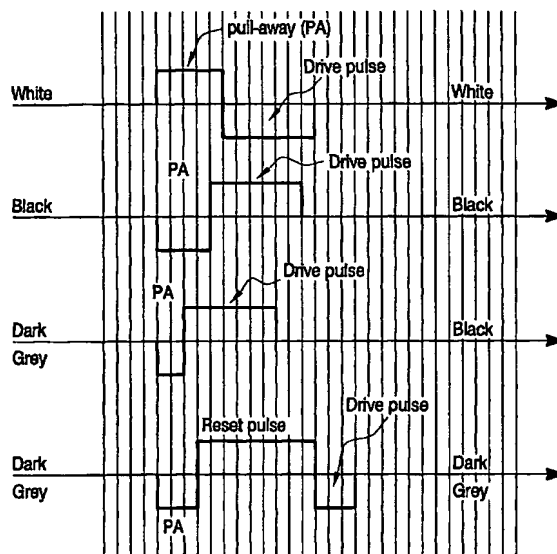 pull-away (PA)
Drive pulse
White
White
PA
Drive pulse
Black
Black
PA
Drive pulse
Dark
Grey
Black
Reset pulse
Drive pulse
Dark
Grey
Dark
Grey
PA